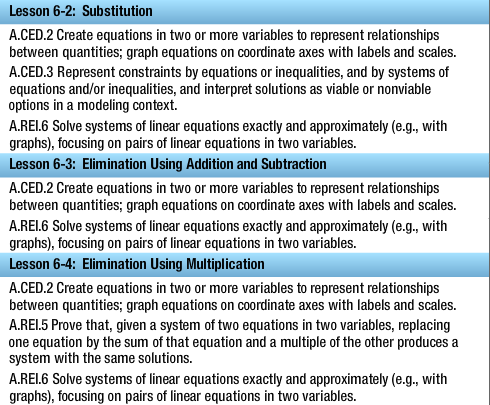 Lesson 6-2: Substitution
A.CED.2 Create equations in two or more variables to represent relationships
between quantities; graph equations on coordinate axes with labels and scales.
A.CED.3 Represent constraints by equations or inequalities, and by systems of
equations and/or inequalities, and interpret solutions as viable or nonviable
options in a modeling context.
A.REI.6 Solve systems of linear equations exactly and approximately (e.g., with
graphs), focusing on pairs of linear equations in two variables.
Lesson 6-3: Elimination Using Addition and Subtraction
A.CED.2 Create equations in two or more variables to represent relationships
between quantities; graph equations on coordinate axes with labels and scales.
A.REI.6 Solve systems of linear equations exactly and approximately (e.g., with
graphs), focusing on pairs of linear equations in two variables.
Lesson 6-4: Elimination Using Multiplication
A.CED.2 Create equations in two or more variables to represent relationships
between quantities; graph equations on coordinate axes with labels and scales.
A.REI.5 Prove that, given a system of two equations in two variables, replacing
one equation by the sum of that equation and a multiple of the other produces a
system with the same solutions.
A.REI.6 Solve systems of linear equations exactly and approximately (e.g., with
graphs), focusing on pairs of linear equations in two variables.